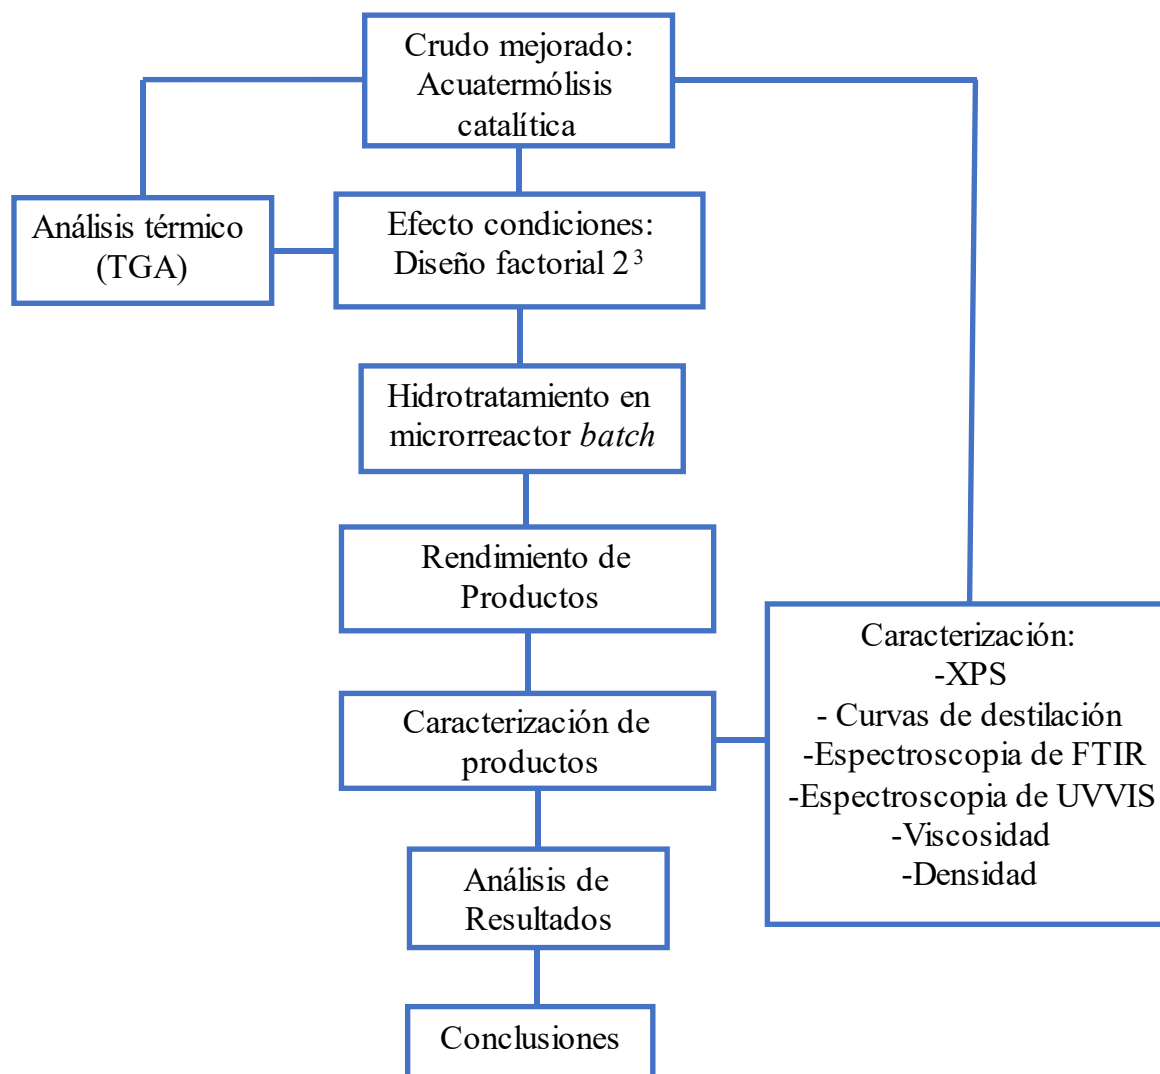 Crudo mejorado:
Acuatermólisis
catalítica
Análisis térmico
(TGA)
Efecto condiciones:
Diseño factorial 2³
Hidrotratamiento en
microrreactor batch
Rendimiento de
Productos
Caracterización de
productos
Caracterización:
-XPS
- Curvas de destilación
-Espectroscopia de FTIR
-Espectroscopia de UVVIS
-Viscosidad
-Densidad
Análisis de
Resultados
Conclusiones